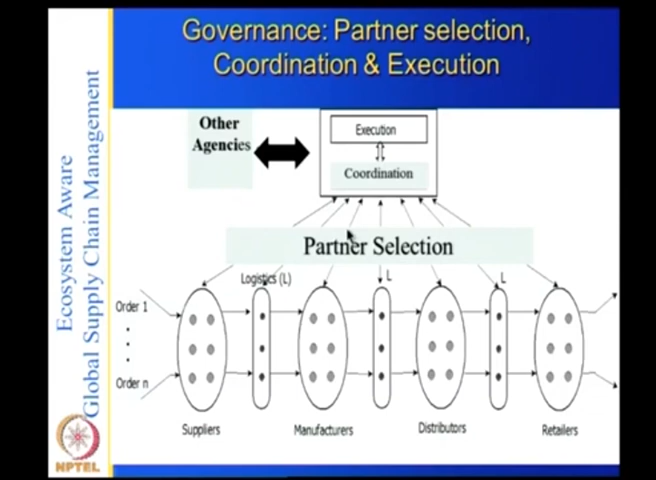 Governance: Partner selection,
Coordination & Execution
Ecosystem Aware
Global Supply Chain Management
Other
Agencies
Execution
Coordination
Partner Selection
Logistics (L)
L
L
Order 1
Order n
Suppliers
Manufacturers
Distributors
Retailers
NPTEL